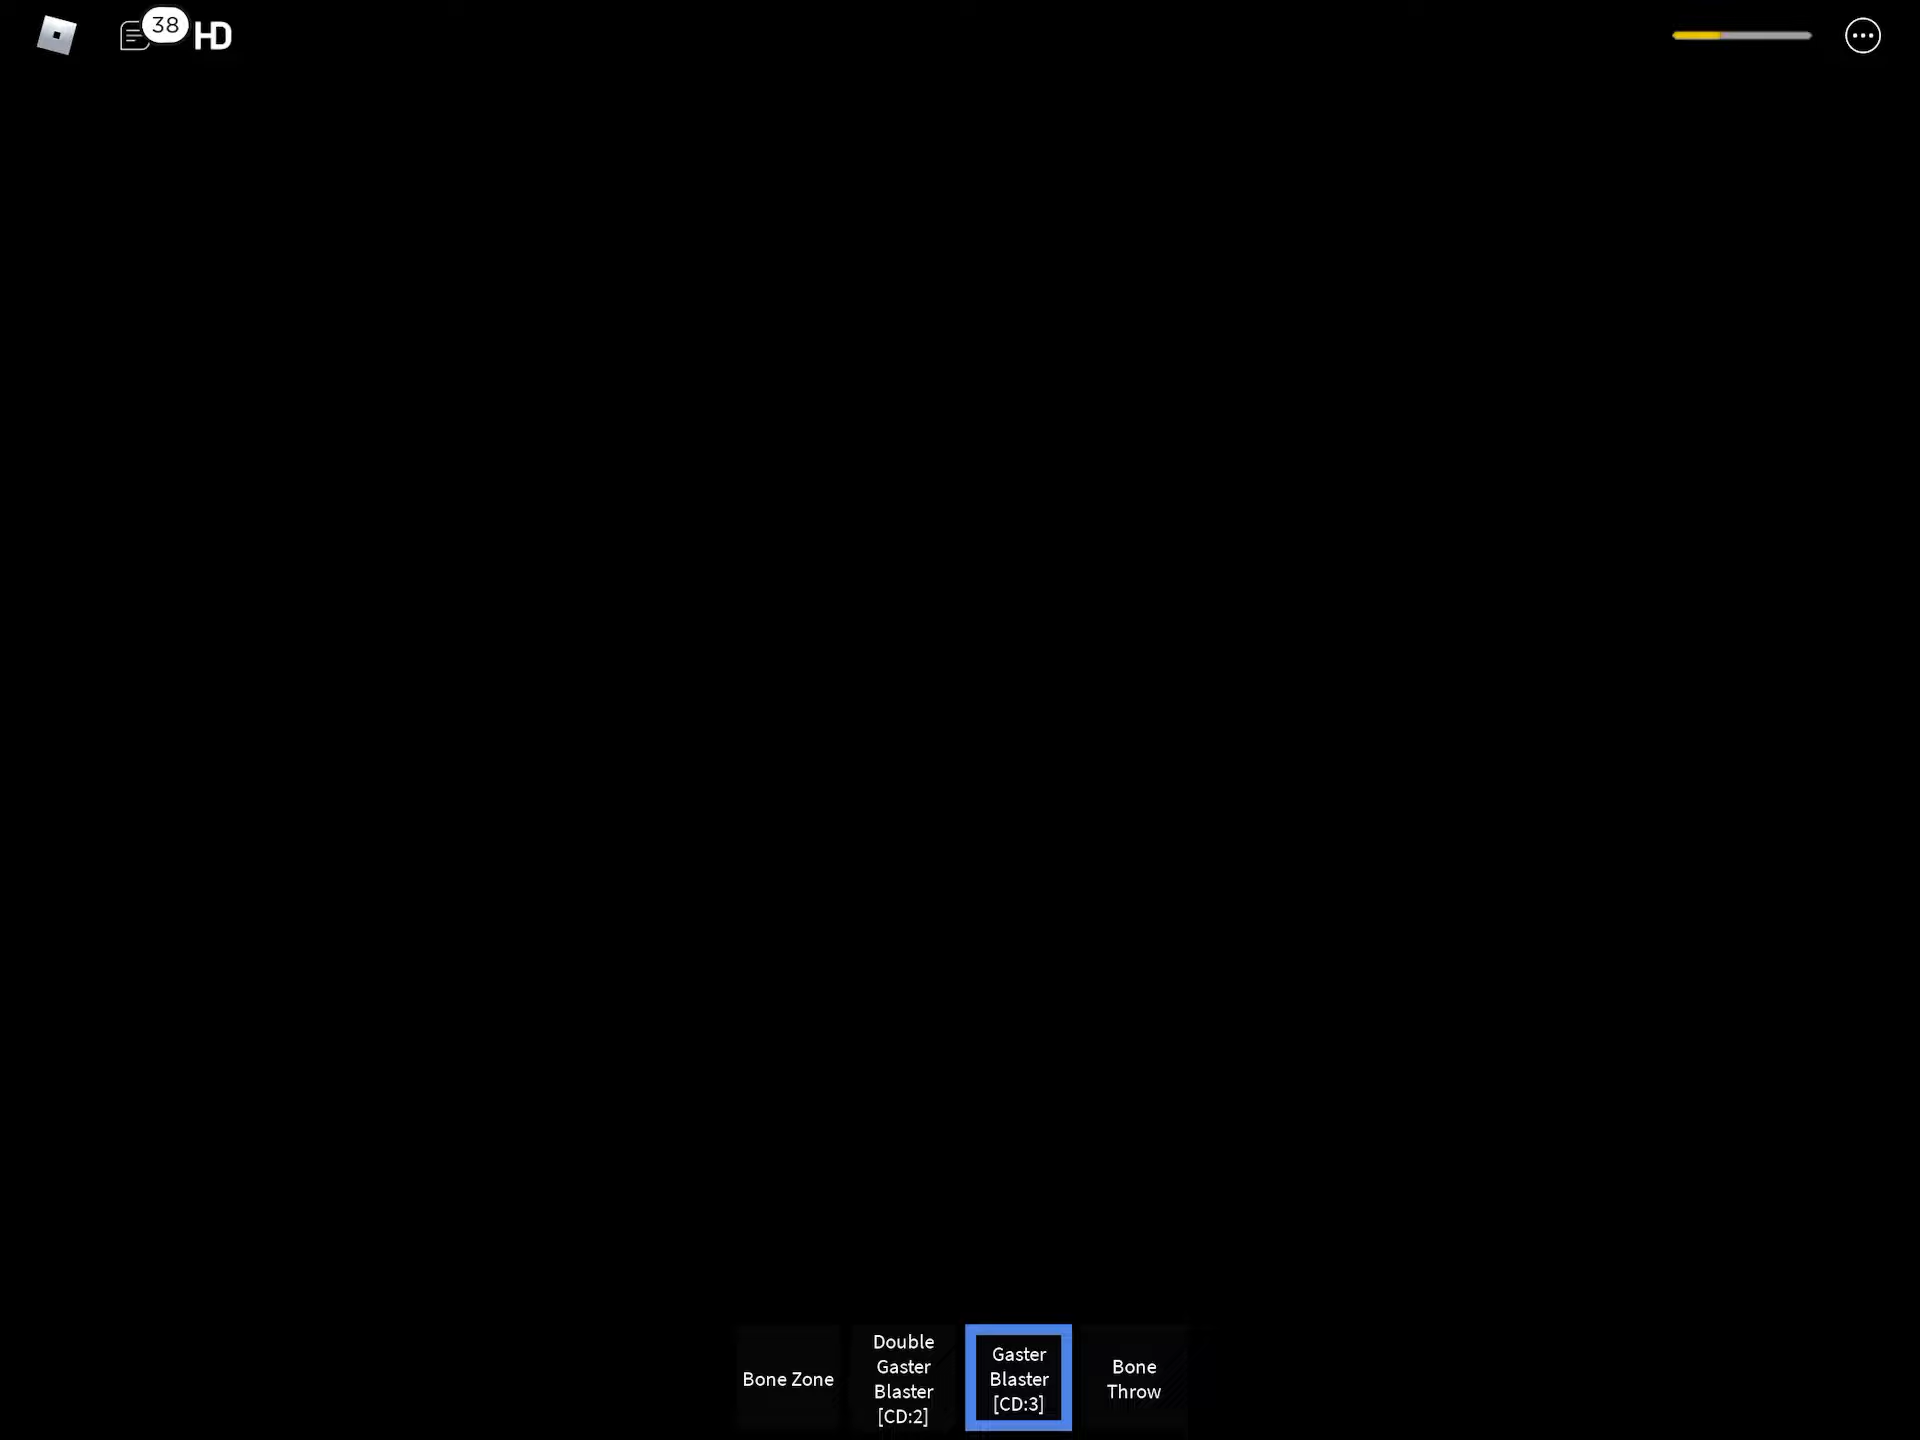 38
HD
Bone Zone
Double
Gaster
Blaster
[CD:2]
Gaster
Blaster
[CD:3]
Bone
Throw